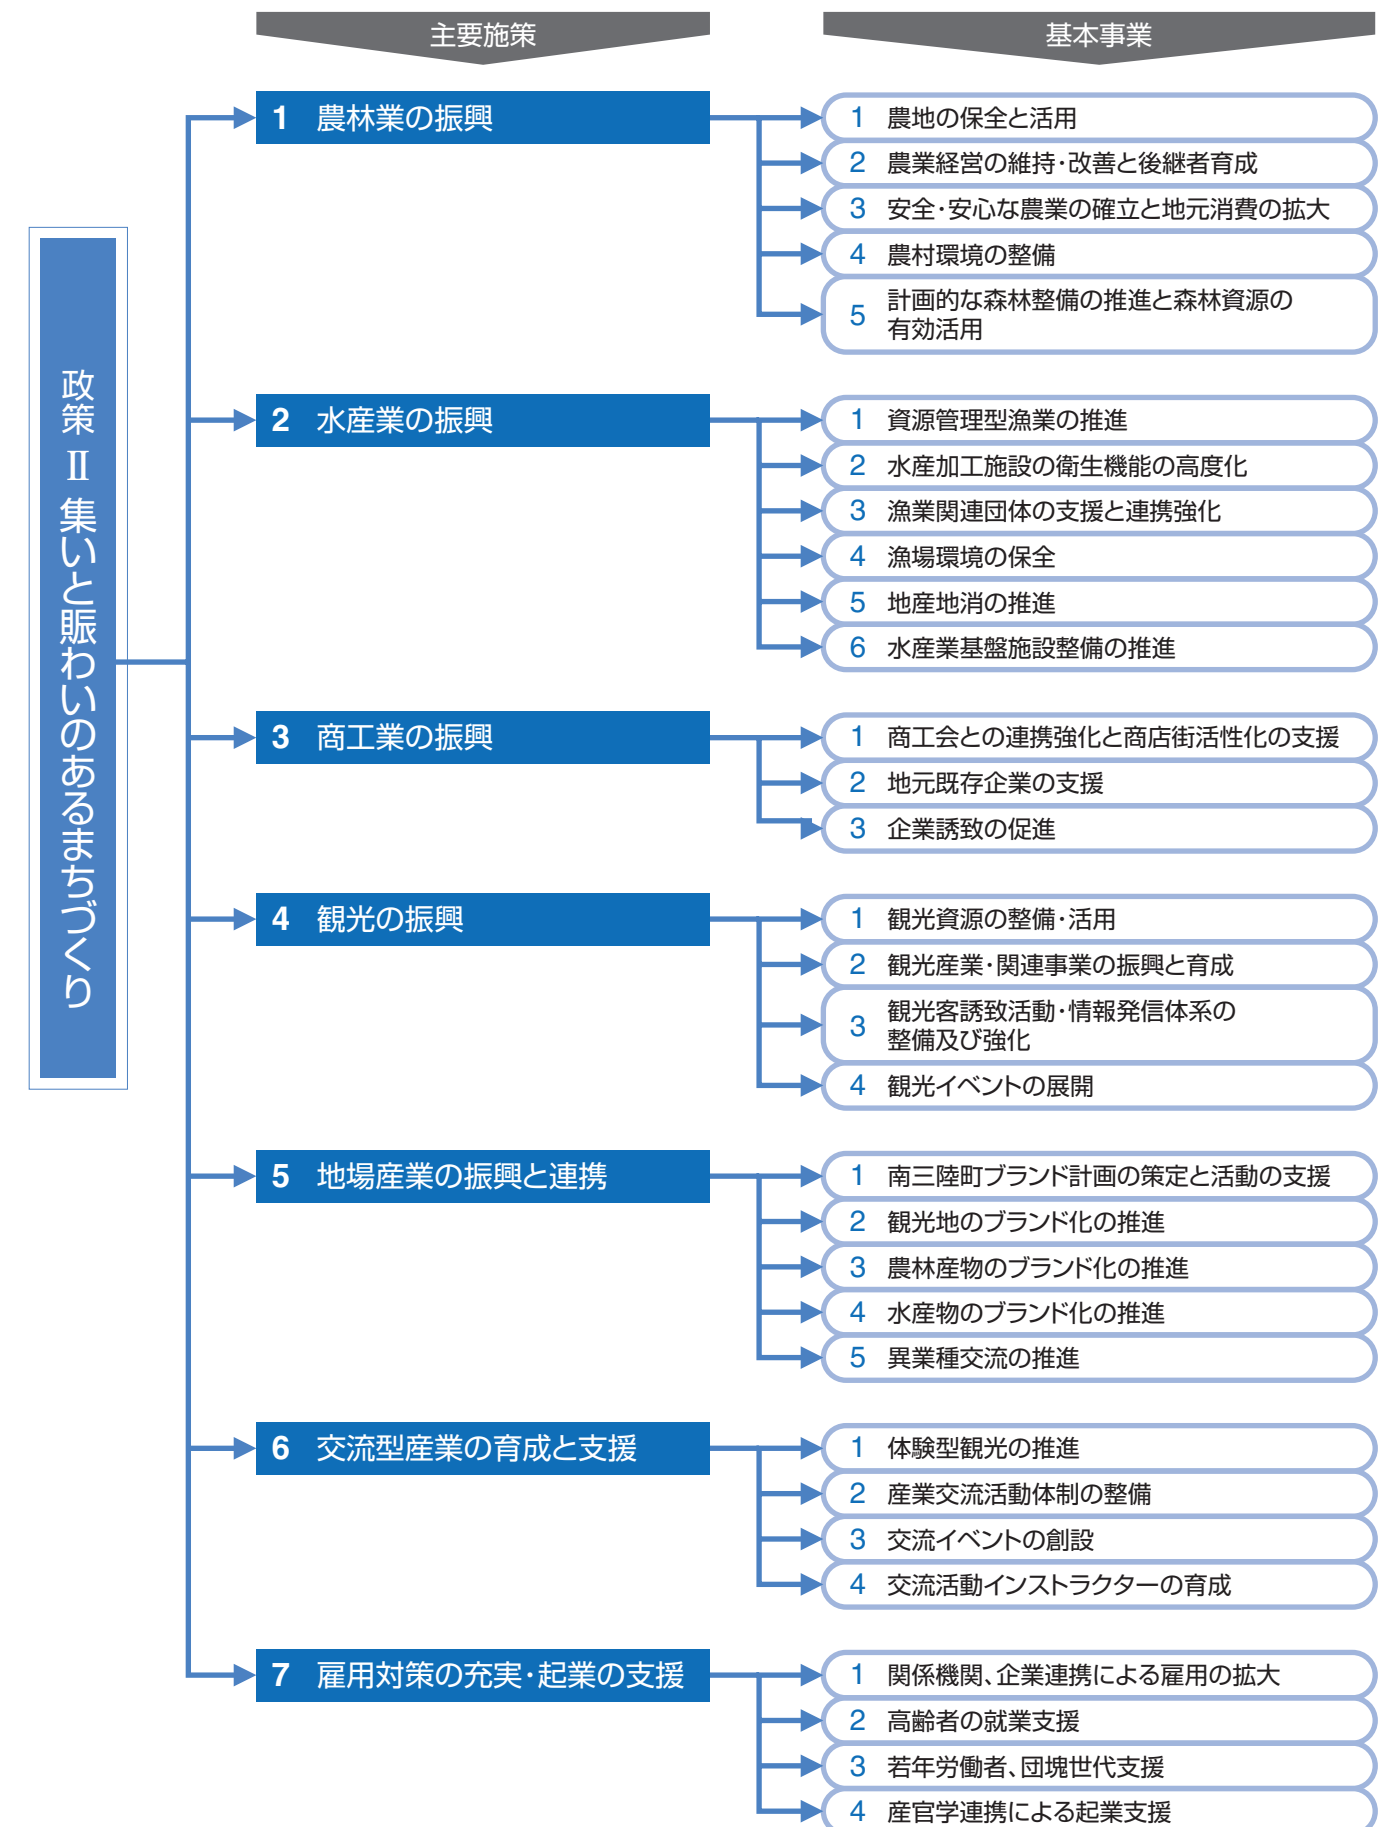 主要施策
基本事業
政策 Ⅱ 集いと賑わいのあるまちづくり
1 農林業の振興
1 農地の保全と活用
2 農業経営の維持・改善と後継者育成
3 安全・安心な農業の確立と地元消費の拡大
4 農村環境の整備
5 計画的な森林整備の推進と森林資源の
有効活用
2 水産業の振興
1 資源管理型漁業の推進
2 水産加工施設の衛生機能の高度化
3 漁業関連団体の支援と連携強化
4 漁場環境の保全
5 地産地消の推進
6 水産業基盤施設整備の推進
3 商工業の振興
1 商工会との連携強化と商店街活性化の支援
2 地元既存企業の支援
3 企業誘致の促進
4 観光の振興
1 観光資源の整備・活用
2 観光産業・関連事業の振興と育成
3 観光客誘致活動・情報発信体系の
整備及び強化
4 観光イベントの展開
5 地場産業の振興と連携
1 南三陸町ブランド計画の策定と活動の支援
2 観光地のブランド化の推進
3 農林産物のブランド化の推進
4 水産物のブランド化の推進
5 異業種交流の推進
6 交流型産業の育成と支援
1 体験型観光の推進
2 産業交流活動体制の整備
3 交流イベントの創設
4 交流活動インストラクターの育成
7 雇用対策の充実・起業の支援
1 関係機関、企業連携による雇用の拡大
2 高齢者の就業支援
3 若年労働者、団塊世代支援
4 産官学連携による起業支援